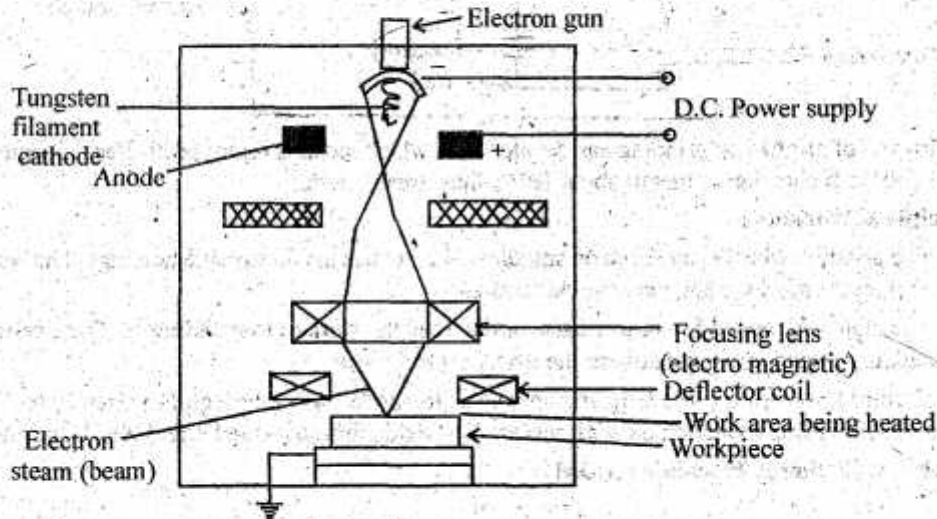 Electron gun
Tungsten
filament
cathode
D.C. Power supply
Anode
+
Focusing lens
(electro magnetic)
Deflector coil
Work area being heated
Workpiece
Electron
steam (beam)